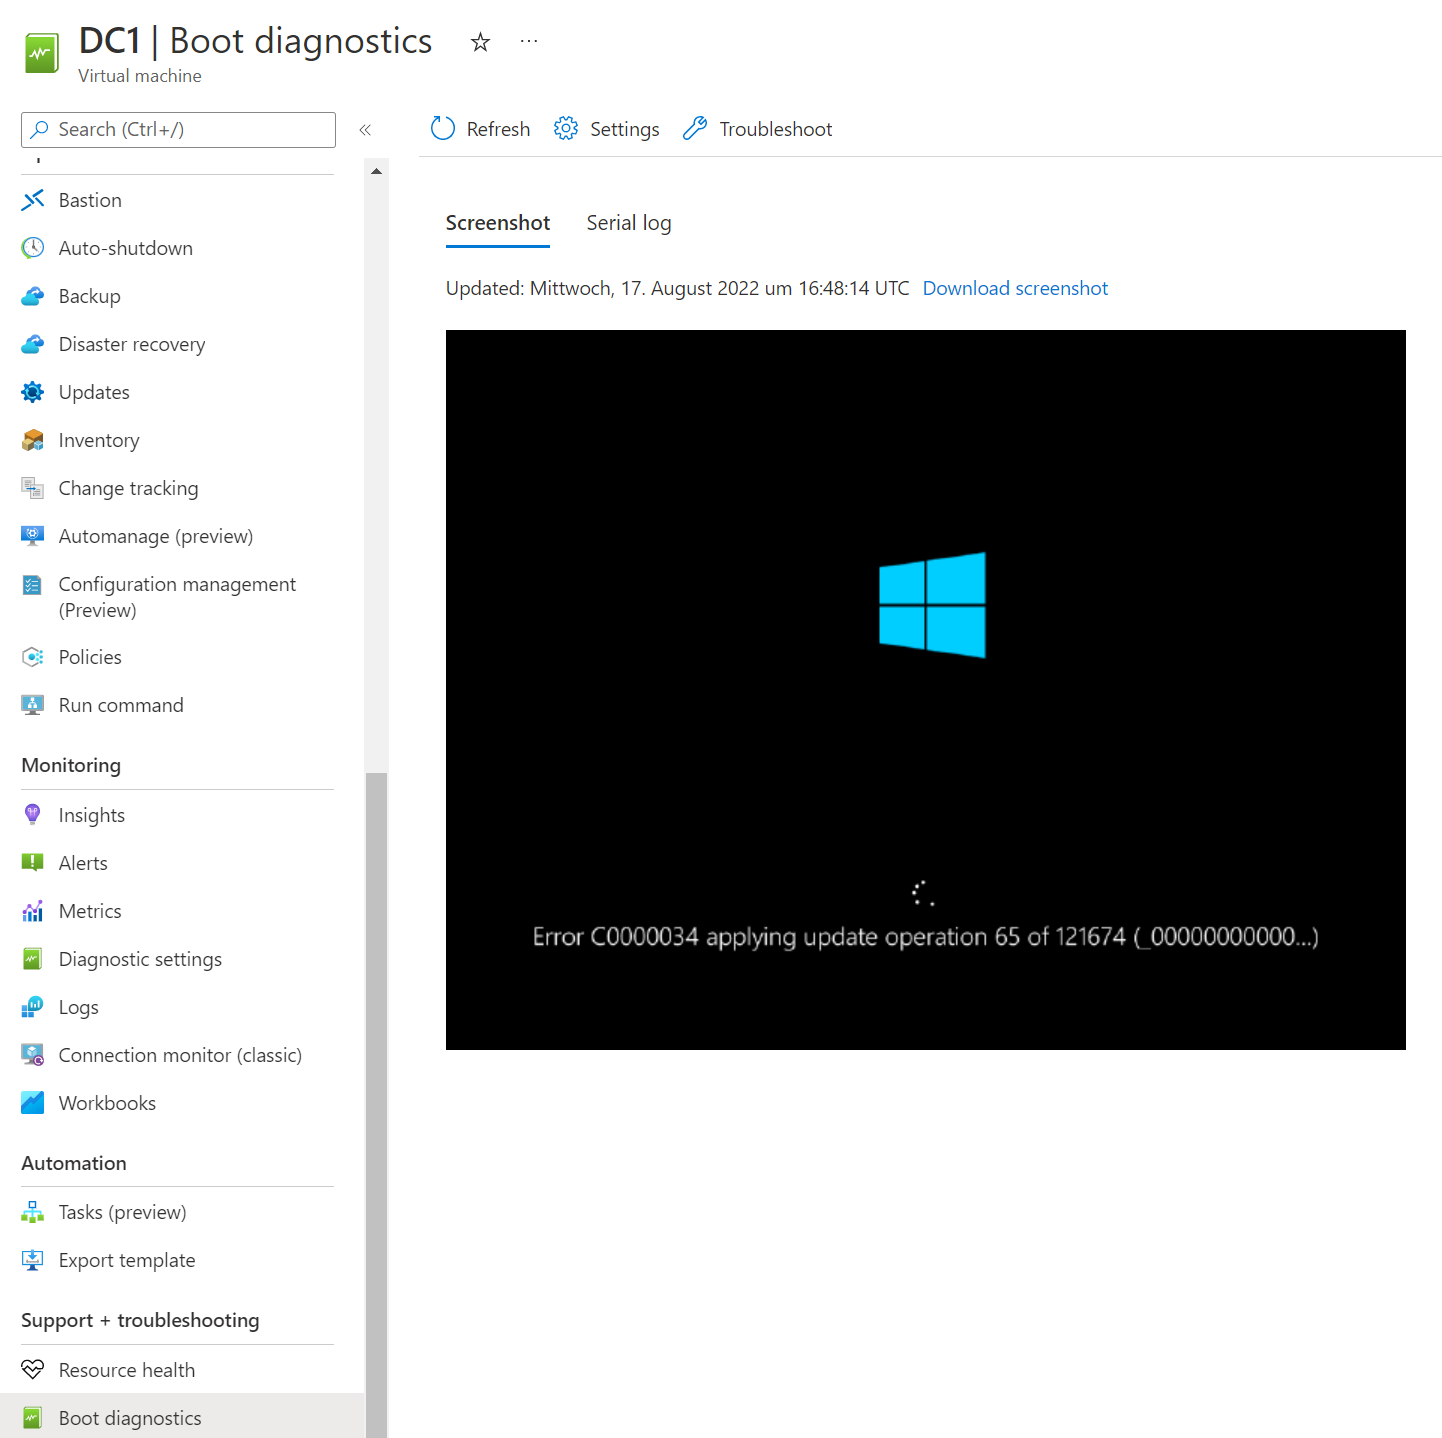 DC1 | Boot diagnostics
Virtual machine
Search (Ctrl+/)
Refresh
Settings
Troubleshoot
Bastion
Auto-shutdown
Backup
Disaster recovery
Updates
Inventory
Change tracking
Automanage (preview)
Configuration management
(Preview)
Policies
Run command
Monitoring
Insights
Alerts
Metrics
Diagnostic settings
Logs
Connection monitor (classic)
Workbooks
Automation
Tasks (preview)
Export template
Support + troubleshooting
Resource health
Boot diagnostics
Screenshot
Serial log
Updated: Mittwoch, 17. August 2022 um 16:48:14 UTC Download screenshot
Error C0000034 applying update operation 65 of 121674 (_00000000000...)